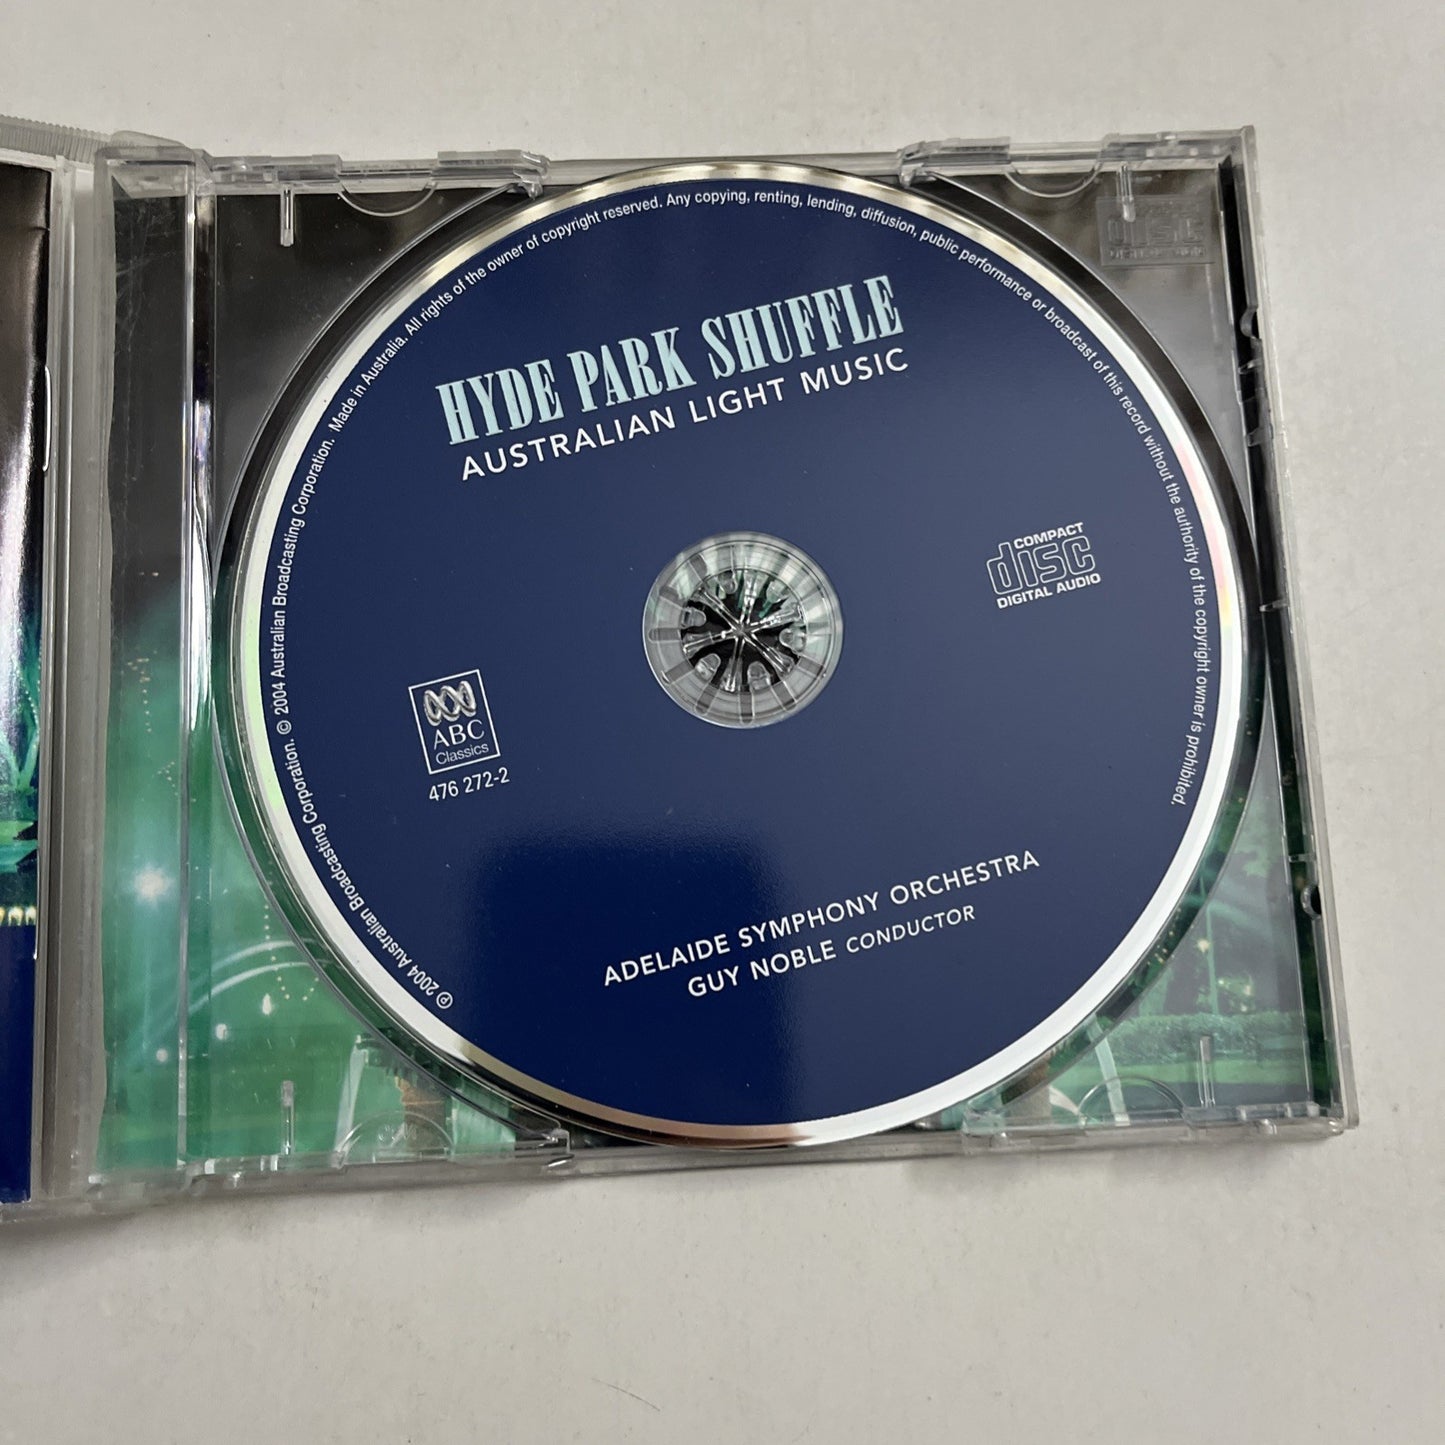 HYDE PARK SHUFFLE
AUSTRALIAN LIGHT MUSIC
COMPACT
disc
DIGITAL AUDIO
ABC
Classics
476 272-2
ADELAIDE SYMPHONY ORCHESTRA
GUY NOBLE CONDUCTOR
℗ 2004 Australian Broadcasting Corporation. © 2004 Australian Broadcasting Corporation. Made in Australia. All rights of the owner of copyright reserved. Any copying, renting, lending, diffusion, public performance or broadcast of this record without the authority of the copyright owner is prohibited.
disc